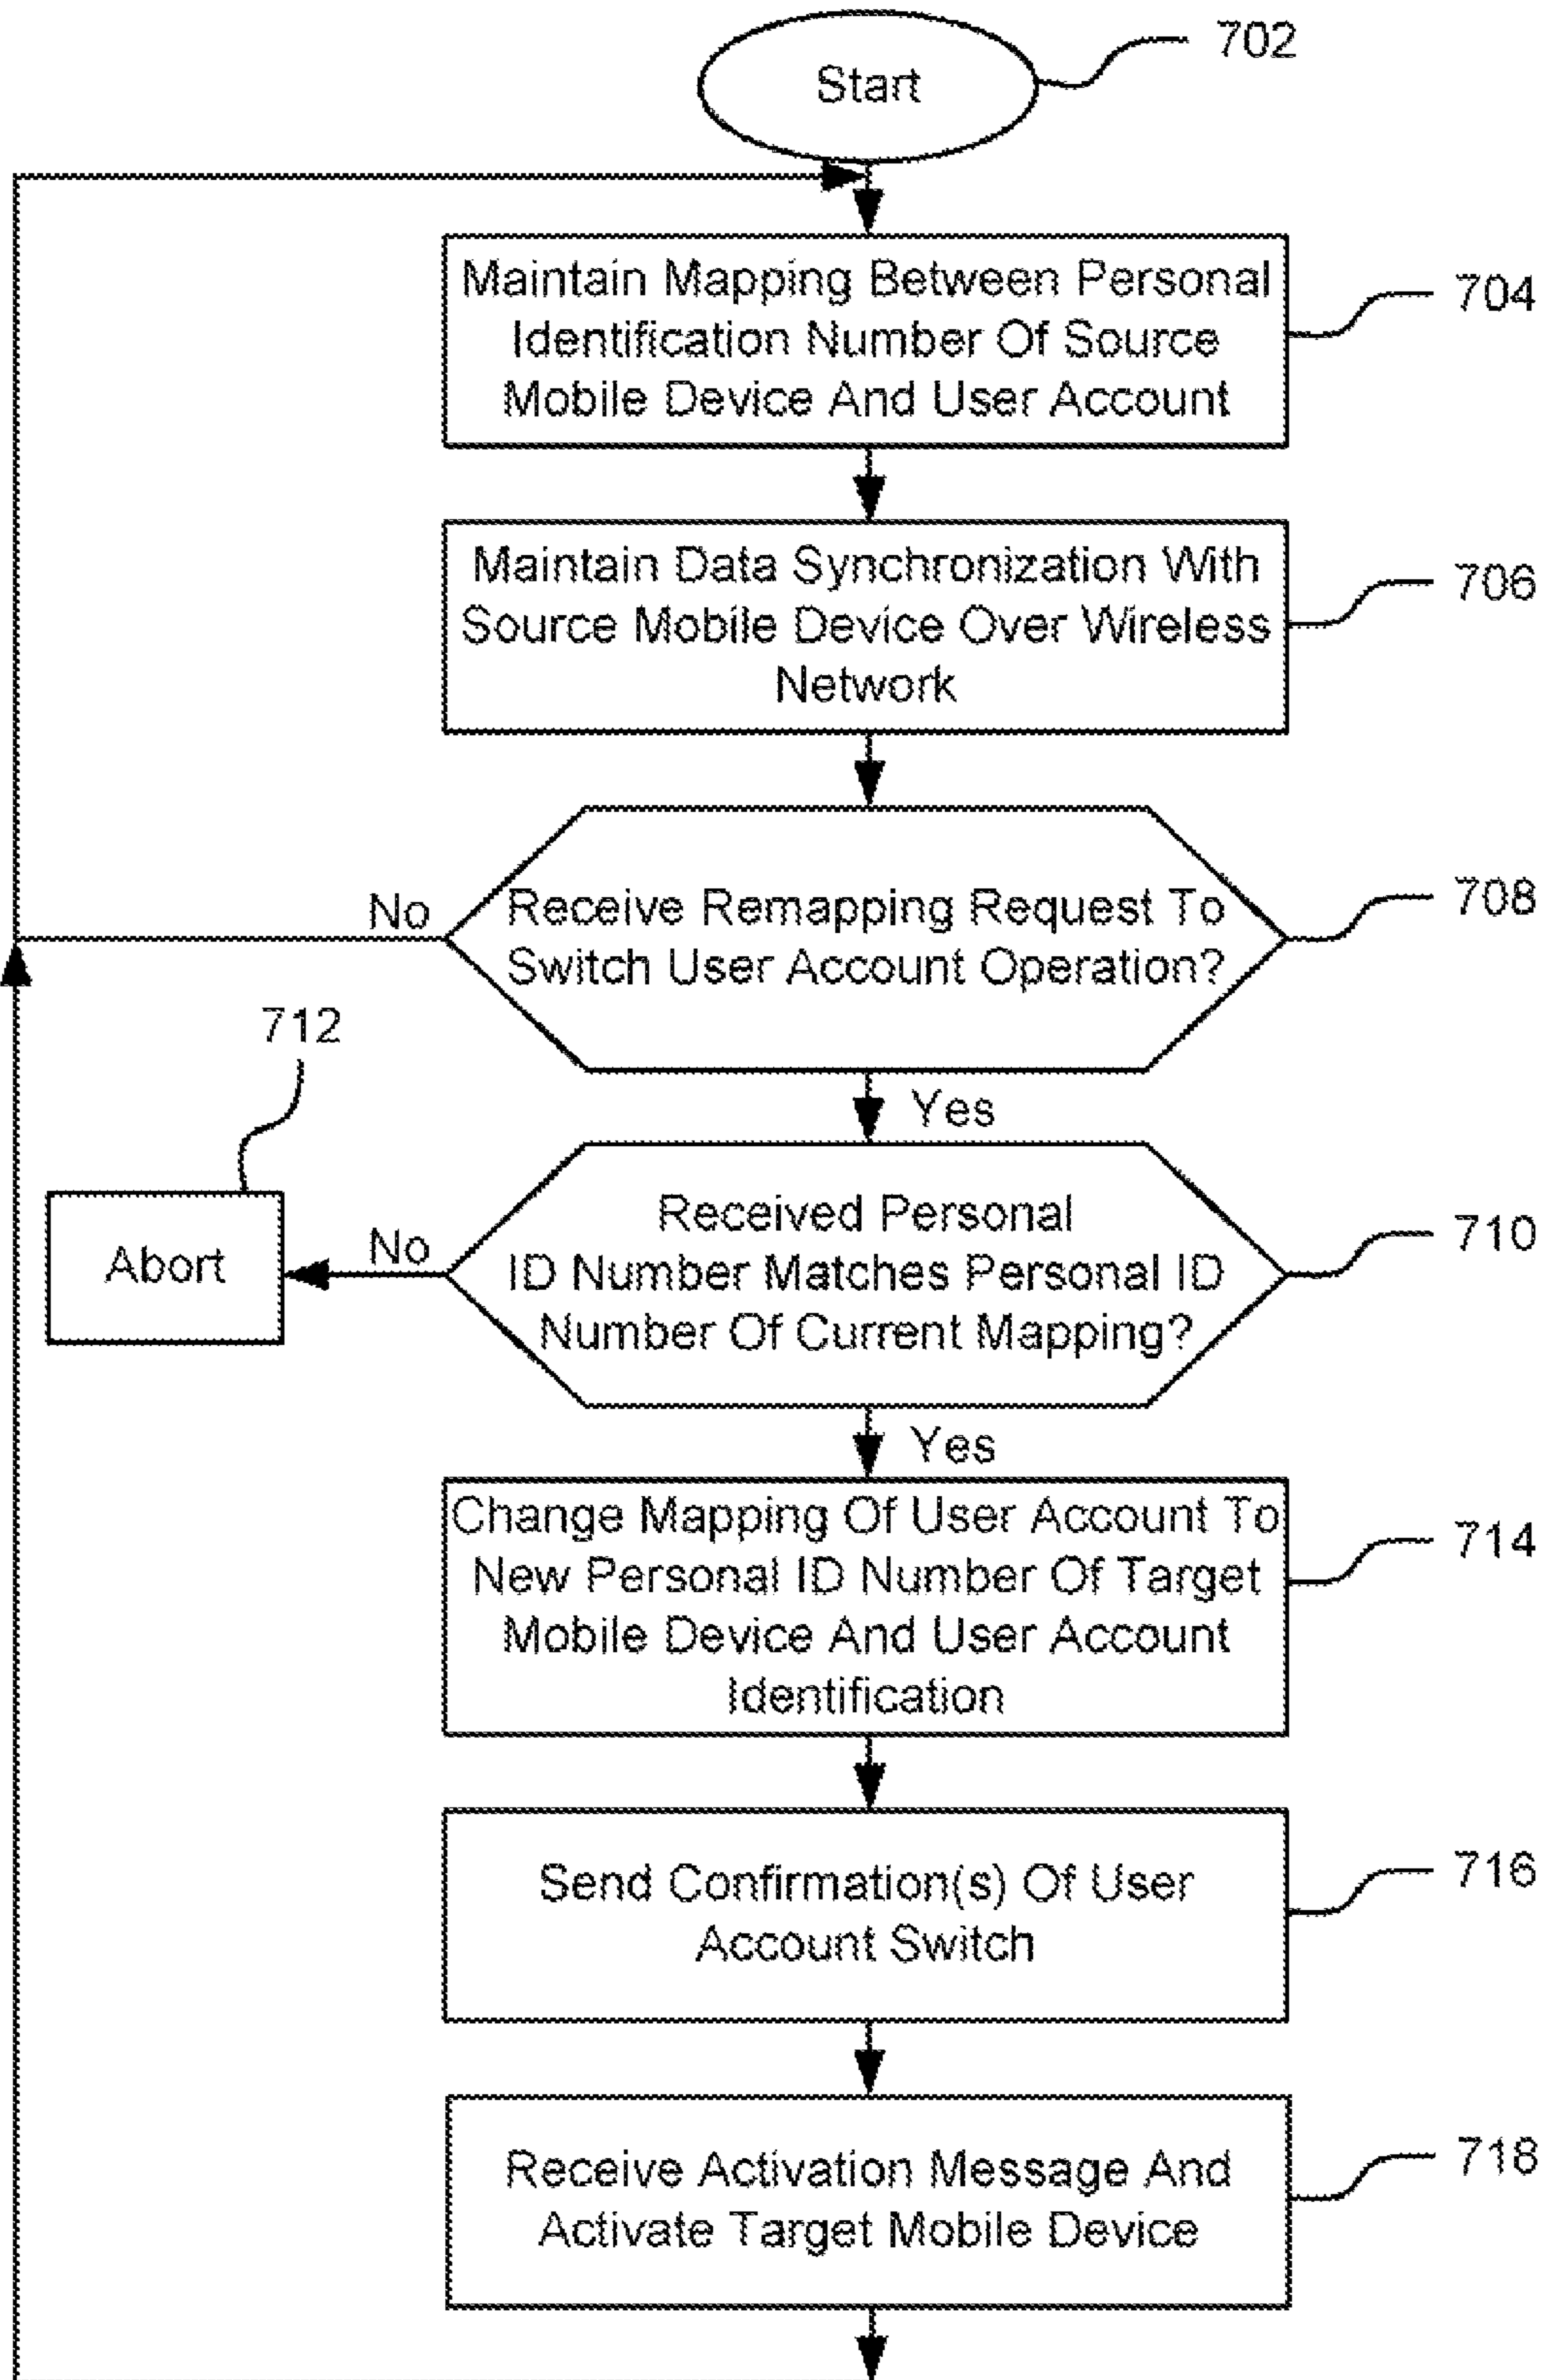 702
Start
Maintain Mapping Between Personal
Identification Number Of Source
Mobile Device And User Account
704
Maintain Data Synchronization With
Source Mobile Device Over Wireless
Network
706
No
Receive Remapping Request To
Switch User Account Operation?
708
Yes
712
Abort
No
Received Personal
ID Number Matches Personal ID
Number Of Current Mapping?
710
Yes
Change Mapping Of User Account To
New Personal ID Number Of Target
Mobile Device And User Account
Identification
714
Send Confirmation(s) Of User
Account Switch
716
Receive Activation Message And
Activate Target Mobile Device
718